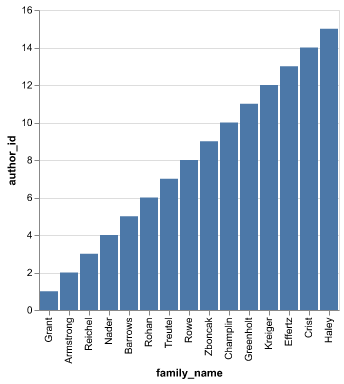 16
14
12
10
8
6
4
2
0
author_id
Grant
Armstrong
Reichel
Nader
Barrows
Rohan
Treutel
Rowe
Zboncak
Champlin
Greenholt
Kreiger
Effertz
Crist
Haley
family_name